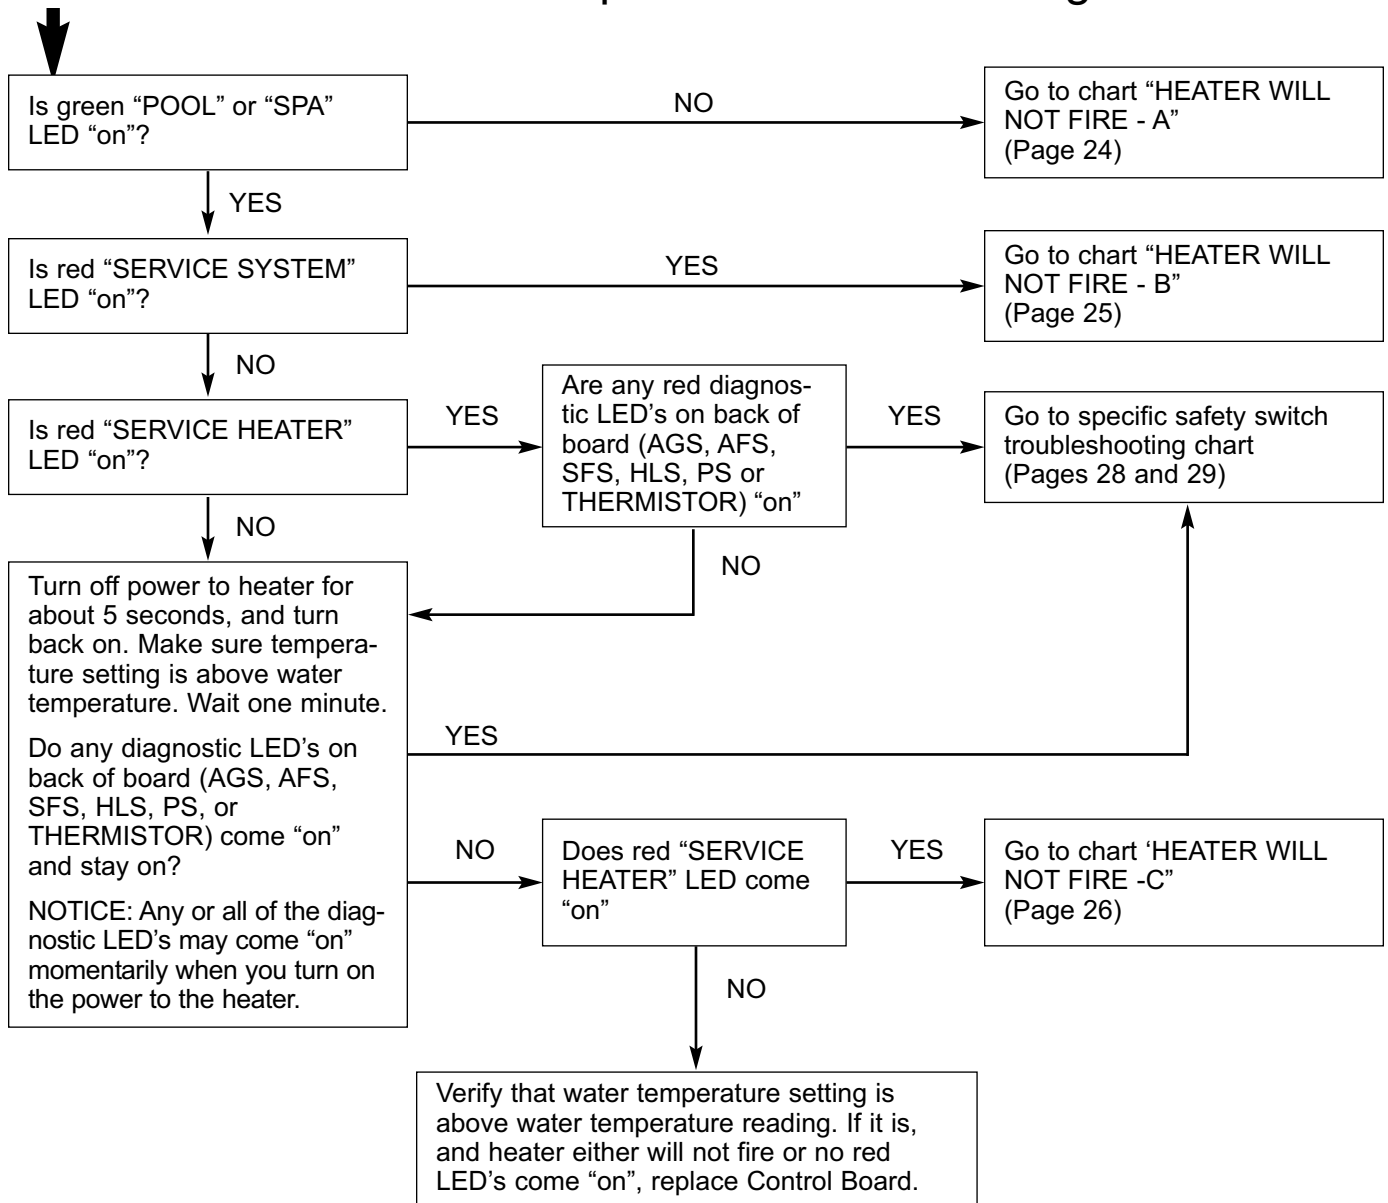 Is green “POOL” or “SPA”
LED “on”?
NO
Go to chart “HEATER WILL
NOT FIRE - A”
(Page 24)
YES
Is red “SERVICE SYSTEM”
LED “on”?
YES
Go to chart “HEATER WILL
NOT FIRE - B”
(Page 25)
NO
Is red “SERVICE HEATER”
LED “on”?
YES
Are any red diagnos-
tic LED's on back of
board (AGS, AFS,
SFS, HLS, PS or
THERMISTOR) “on”
YES
Go to specific safety switch
troubleshooting chart
(Pages 28 and 29)
NO
NO
Turn off power to heater for
about 5 seconds, and turn
back on. Make sure tempera-
ture setting is above water
temperature. Wait one minute.
Do any diagnostic LED's on
back of board (AGS, AFS,
SFS, HLS, PS, or
THERMISTOR) come “on”
and stay on?
NOTICE: Any or all of the diag-
nostic LED's may come “on”
momentarily when you turn on
the power to the heater.
YES
NO
Does red “SERVICE
HEATER” LED come
“on”
YES
Go to chart ‘HEATER WILL
NOT FIRE -C”
(Page 26)
NO
Verify that water temperature setting is
above water temperature reading. If it is,
and heater either will not fire or no red
LED's come “on”, replace Control Board.